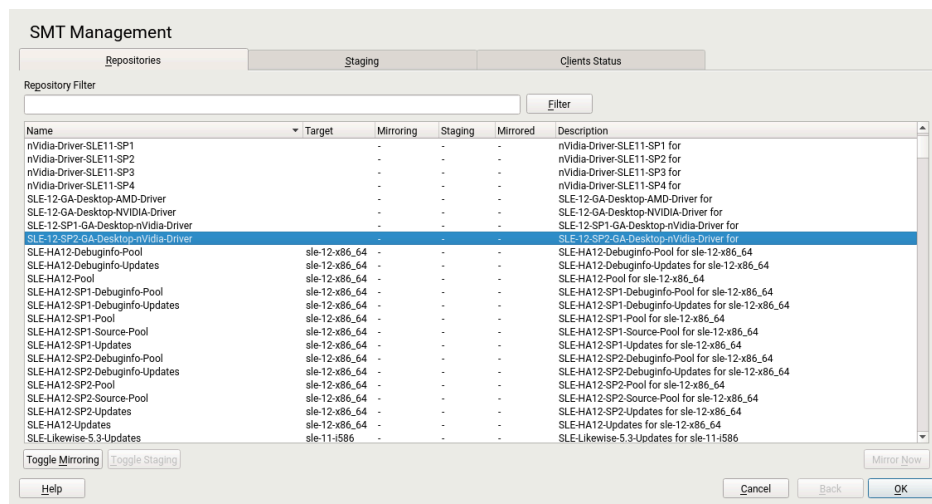 SMT Management
Repositories Staging Clients Status
Repository Filter
Filter
Name Target Mirroring Staging Mirrored Description
nVidia-Driver-SLE11-SP1 - - - nVidia-Driver-SLE11-SP1 for
nVidia-Driver-SLE11-SP2 - - - nVidia-Driver-SLE11-SP2 for
nVidia-Driver-SLE11-SP3 - - - nVidia-Driver-SLE11-SP3 for
nVidia-Driver-SLE11-SP4 - - - nVidia-Driver-SLE11-SP4 for
SLE-12-GA-Desktop-AMD-Driver - - - SLE-12-GA-Desktop-AMD-Driver for
SLE-12-GA-Desktop-NVIDIA-Driver - - - SLE-12-GA-Desktop-NVIDIA-Driver for
SLE-12-SP1-GA-Desktop-nVidia-Driver - - - SLE-12-SP1-GA-Desktop-nVidia-Driver for
SLE-12-SP2-GA-Desktop-nVidia-Driver - - - SLE-12-SP2-GA-Desktop-nVidia-Driver for
SLE-HA12-Debuginfo-Pool sle-12-x86_64 - - - SLE-HA12-Debuginfo-Pool for sle-12-x86_64
SLE-HA12-Debuginfo-Updates sle-12-x86_64 - - - SLE-HA12-Debuginfo-Updates for sle-12-x86_64
SLE-HA12-Pool sle-12-x86_64 - - - SLE-HA12-Pool for sle-12-x86_64
SLE-HA12-SP1-Debuginfo-Pool sle-12-x86_64 - - - SLE-HA12-SP1-Debuginfo-Pool for sle-12-x86_64
SLE-HA12-SP1-Debuginfo-Updates sle-12-x86_64 - - - SLE-HA12-SP1-Debuginfo-Updates for sle-12-x86_64
SLE-HA12-SP1-Pool sle-12-x86_64 - - - SLE-HA12-SP1-Pool for sle-12-x86_64
SLE-HA12-SP1-Source-Pool sle-12-x86_64 - - - SLE-HA12-SP1-Source-Pool for sle-12-x86_64
SLE-HA12-SP1-Updates sle-12-x86_64 - - - SLE-HA12-SP1-Updates for sle-12-x86_64
SLE-HA12-SP2-Debuginfo-Pool sle-12-x86_64 - - - SLE-HA12-SP2-Debuginfo-Pool for sle-12-x86_64
SLE-HA12-SP2-Debuginfo-Updates sle-12-x86_64 - - - SLE-HA12-SP2-Debuginfo-Updates for sle-12-x86_64
SLE-HA12-SP2-Pool sle-12-x86_64 - - - SLE-HA12-SP2-Pool for sle-12-x86_64
SLE-HA12-SP2-Source-Pool sle-12-x86_64 - - - SLE-HA12-SP2-Source-Pool for sle-12-x86_64
SLE-HA12-SP2-Updates sle-12-x86_64 - - - SLE-HA12-SP2-Updates for sle-12-x86_64
SLE-HA12-Updates sle-12-x86_64 - - - SLE-HA12-Updates for sle-12-x86_64
SLE-Likewise-5.3-Updates sle-11-i586 - - - SLE-Likewise-5.3-Updates for sle-11-i586
Toggle Mirroring Toggle Staging Mirror Now
Help Cancel Back OK